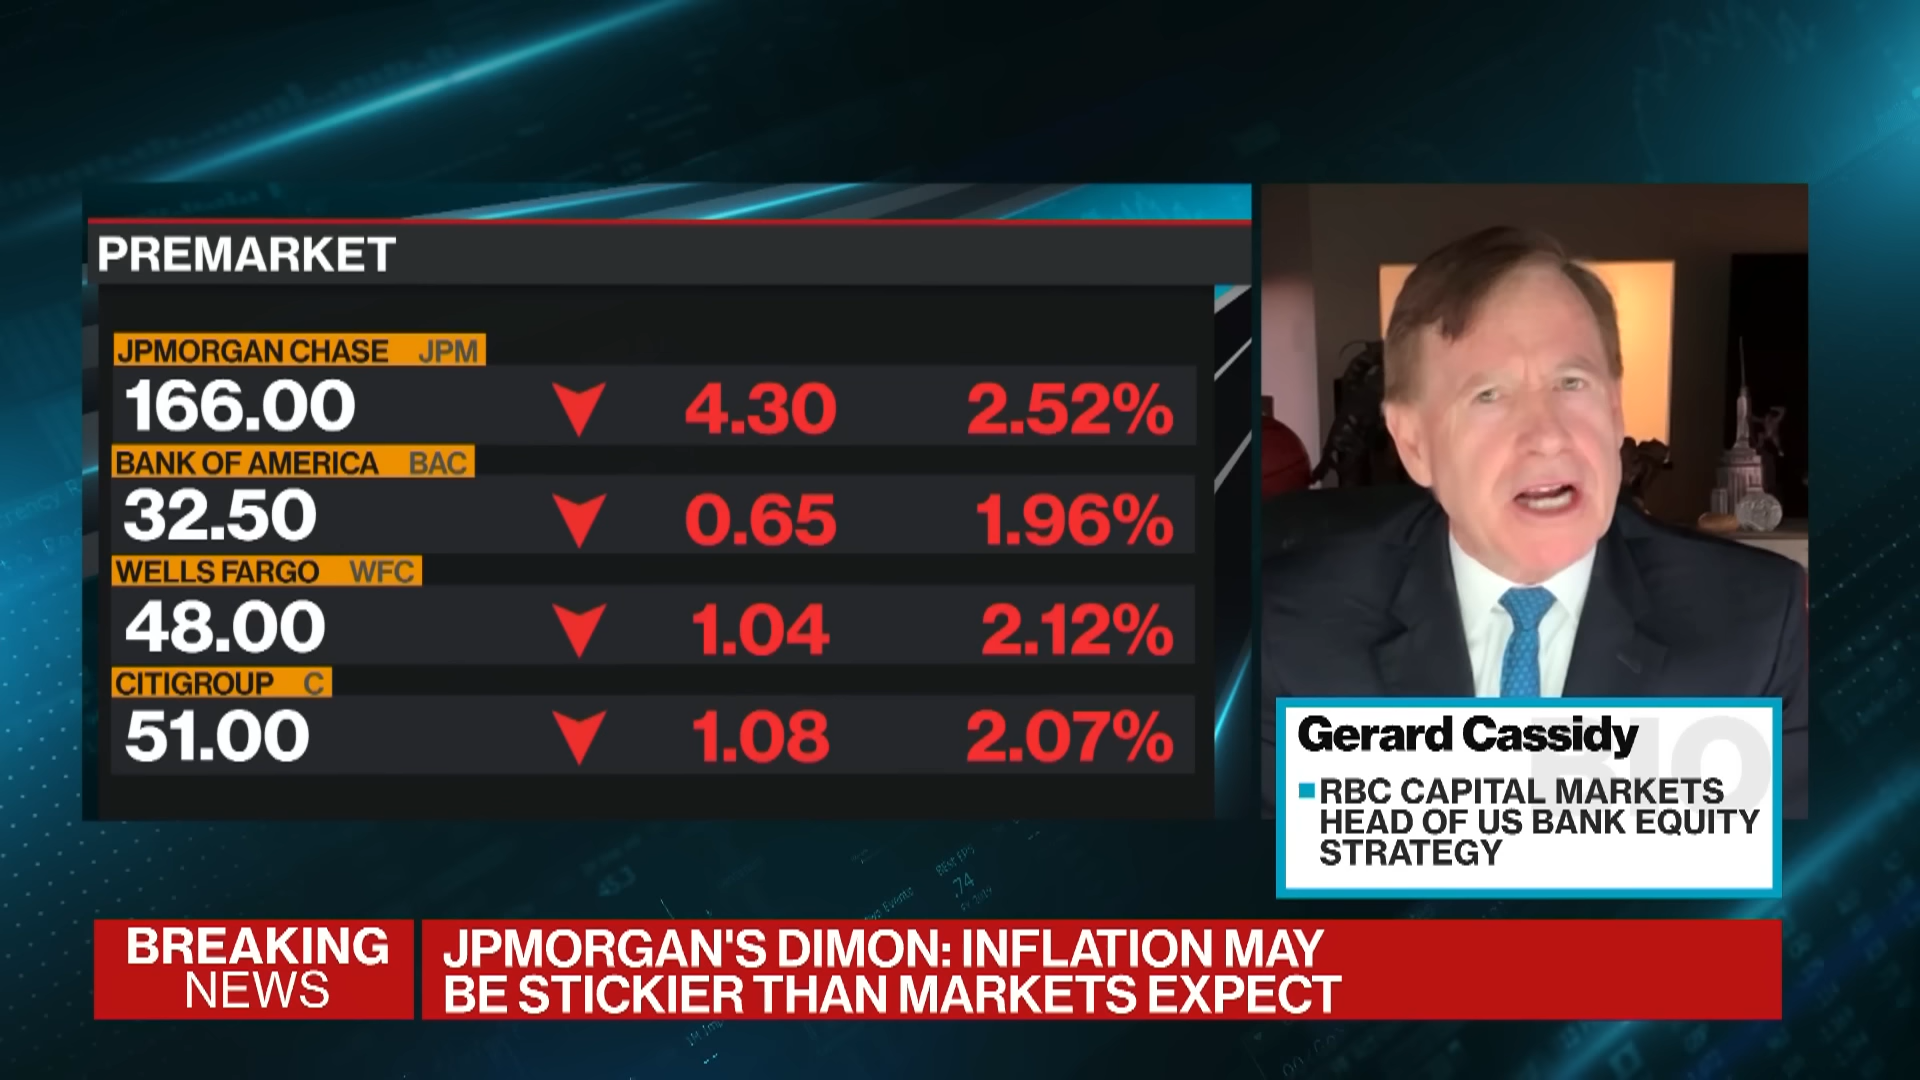 PREMARKET
JPMORGAN CHASE JPM
166.00 4.30 2.52%
BANK OF AMERICA BAC
32.50 0.65 1.96%
WELLS FARGO WFC
48.00 1.04 2.12%
CITIGROUP C
51.00 1.08 2.07%
Gerard Cassidy
RBC CAPITAL MARKETS
HEAD OF US BANK EQUITY
STRATEGY
BREAKING
NEWS
JPMORGAN'S DIMON: INFLATION MAY
BE STICKIER THAN MARKETS EXPECT